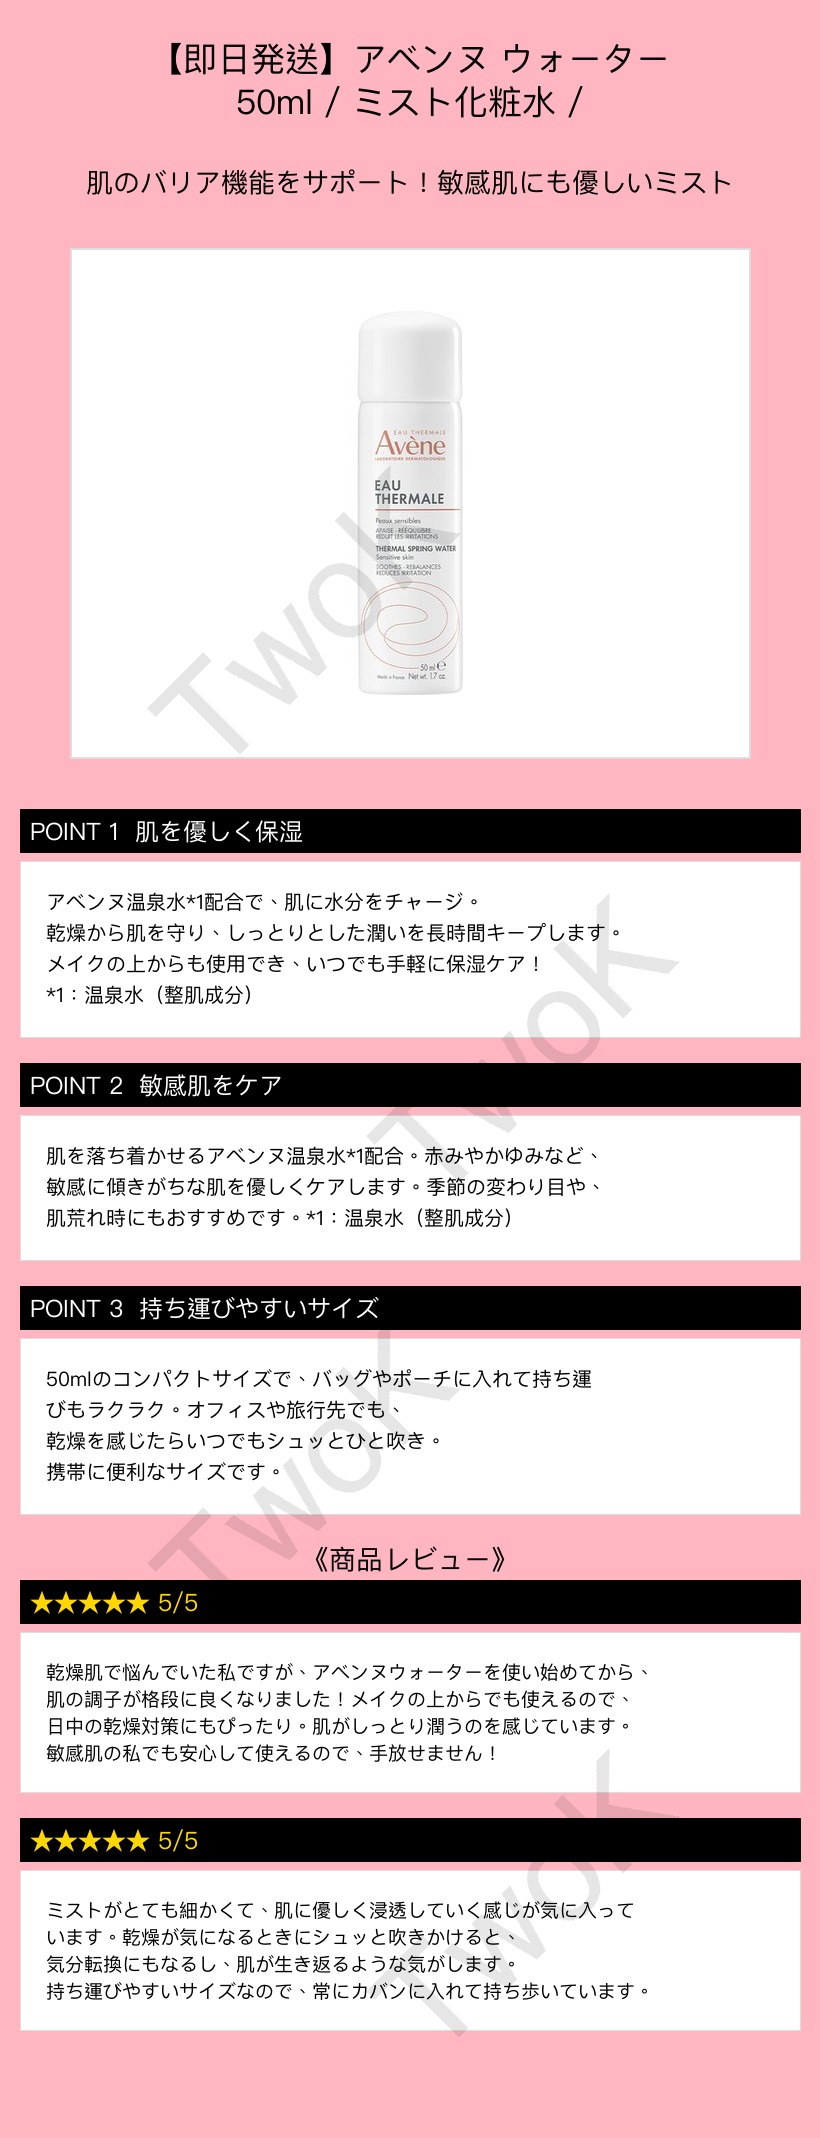 【即日発送】アベンヌ ウォーター
50ml / ミスト化粧水 /
肌のバリア機能をサポート！敏感肌にも優しいミスト
EAU THERMALE
Avène
LABORATOIRE DERMATOLOGIQUE
EAU
THERMALE
Peaux sensibles
APAISE - RÉÉQUILIBRE
RÉDUIT LES IRRITATIONS
THERMAL SPRING WATER
Sensitive skin
SOOTHES - REBALANCES
REDUCES IRRITATION
50 ml e
Made in France Net wt. 1.7 oz.
TwoK
POINT 1 肌を優しく保湿
アベンヌ温泉水*1配合で、肌に水分をチャージ。
乾燥から肌を守り、しっとりとした潤いを長時間キープします。
メイクの上からも使用でき、いつでも手軽に保湿ケア！
*1：温泉水（整肌成分）
TwoK
POINT 2 敏感肌をケア
肌を落ち着かせるアベンヌ温泉水*1配合。赤みやかゆみなど、
敏感に傾きがちな肌を優しくケアします。季節の変わり目や、
肌荒れ時にもおすすめです。*1：温泉水（整肌成分）
POINT 3 持ち運びやすいサイズ
50mlのコンパクトサイズで、バッグやポーチに入れて持ち運
びもラクラク。オフィスや旅行先でも、
乾燥を感じたらいつでもシュッとひと吹き。
携帯に便利なサイズです。
TwoK
《商品レビュー》
★★★★★ 5/5
乾燥肌で悩んでいた私ですが、アベンヌウォーターを使い始めてから、
肌の調子が格段に良くなりました！メイクの上からでも使えるので、
日中の乾燥対策にもぴったり。肌がしっとり潤うのを感じています。
敏感肌の私でも安心して使えるので、手放せません！
★★★★★ 5/5
ミストがとても細かくて、肌に優しく浸透していく感じが気に入って
います。乾燥が気になるときにシュッと吹きかけると、
気分転換にもなるし、肌が生き返るような気がします。
持ち運びやすいサイズなので、常にカバンに入れて持ち歩いています。
TwoK